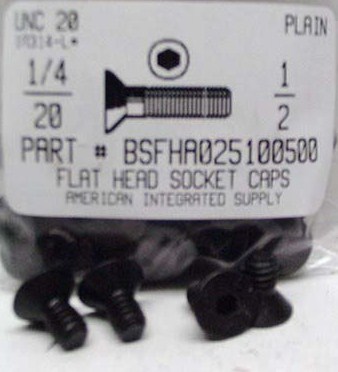 UNC 20 PLAIN
1/4 1
20 2
PART # BSFHA025100500
FLAT HEAD SOCKET CAPS
AMERICAN INTEGRATED SUPPLY